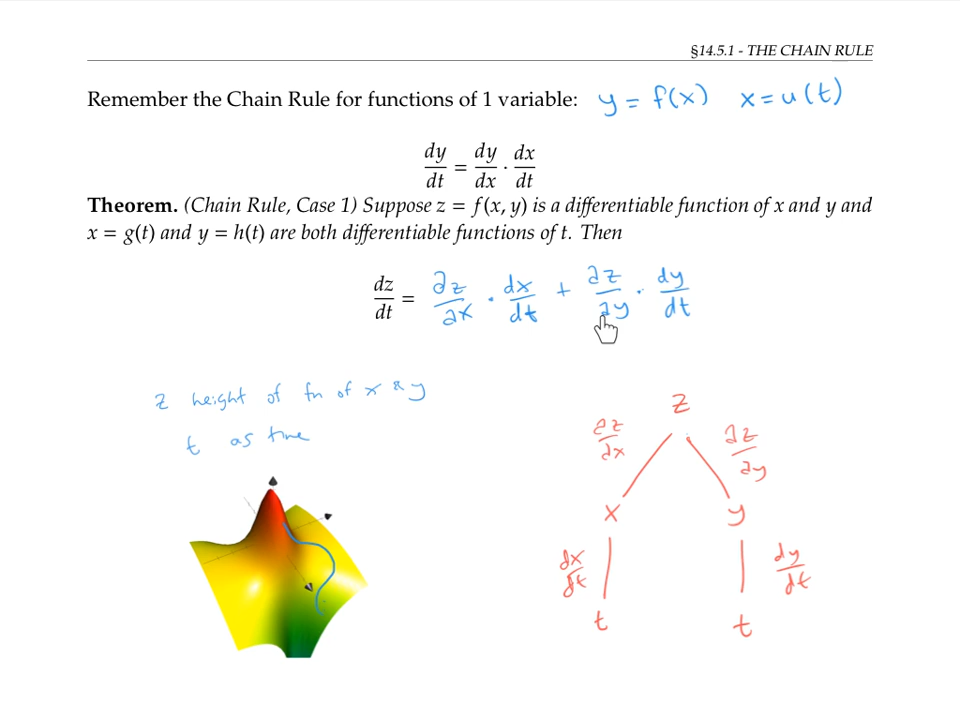 §14.5.1 - THE CHAIN RULE
Remember the Chain Rule for functions of 1 variable: y = f(x) x = u(t)
dy/dt = dy/dx · dx/dt
Theorem. (Chain Rule, Case 1) Suppose z = f(x, y) is a differentiable function of x and y and
x = g(t) and y = h(t) are both differentiable functions of t. Then
dz/dt = ∂z/∂x · dx/dt + ∂z/∂y · dy/dt
z height of fn of x & y
t as time
z
∂z/∂x ∂z/∂y
x y
dx/dt dy/dt
t t